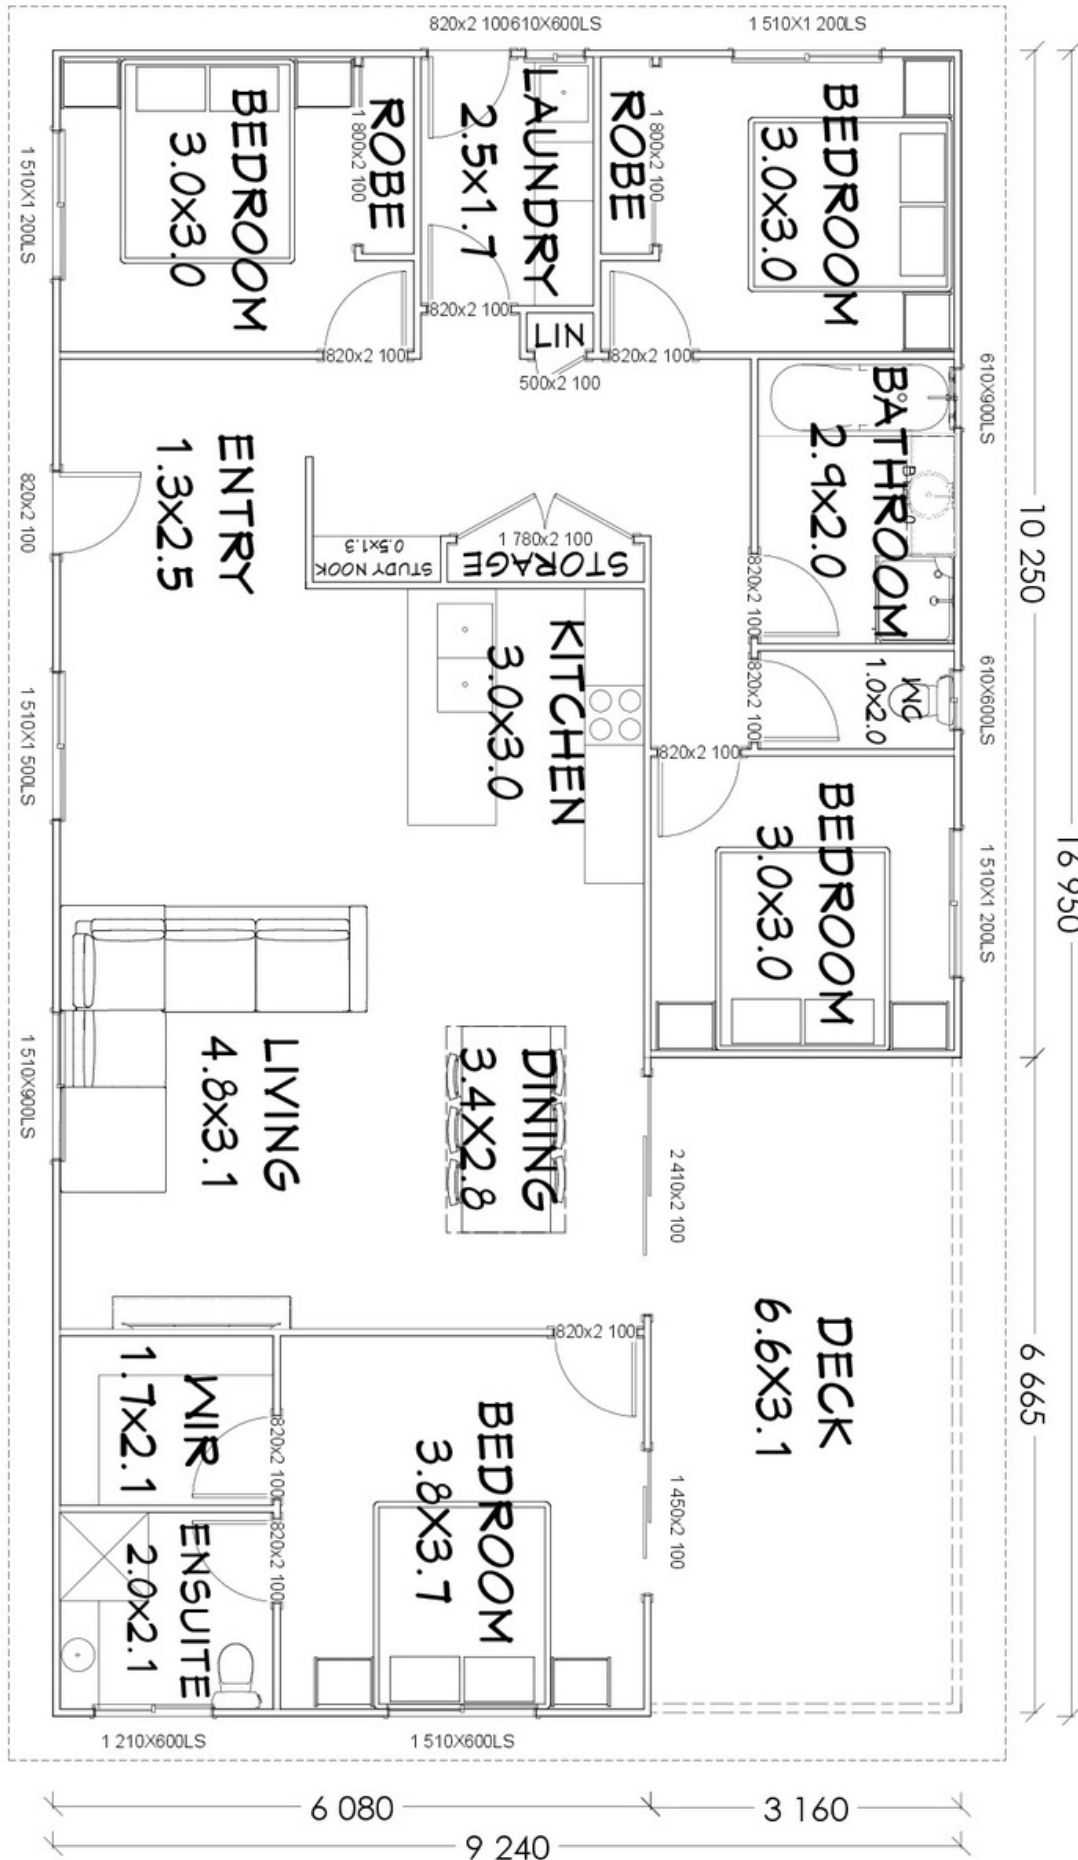 820x2 100
610X600LS
1 510X1 200LS
BEDROOM
3.0x3.0
ROBE
1 800x2 100
LAUNDRY
2.5x1.7
ROBE
1 800x2 100
BEDROOM
3.0x3.0
1 510X1 200LS
820x2 100
820x2 100
LIN
500x2 100
820x2 100
610X900LS
BATHROOM
2.9x2.0
ENTRY
1.3x2.5
820x2 100
1 780x2 100
STORAGE
STUDY NOOK
0.5x1.3
820x2 100
10 250
16 950
KITCHEN
3.0x3.0
WC
1.0x2.0
820x2 100
610X600LS
1 510X1 500LS
820x2 100
BEDROOM
3.0x3.0
1 510X1 200LS
LIVING
4.8x3.1
1 510X900LS
DINING
3.4X2.8
2 410x2 100
DECK
6.6X3.1
6 665
820x2 100
WIR
1.7x2.1
820x2 100
BEDROOM
3.8X3.7
1 450x2 100
ENSUITE
2.0x2.1
820x2 100
1 210X600LS
1 510X600LS
6 080
3 160
9 240